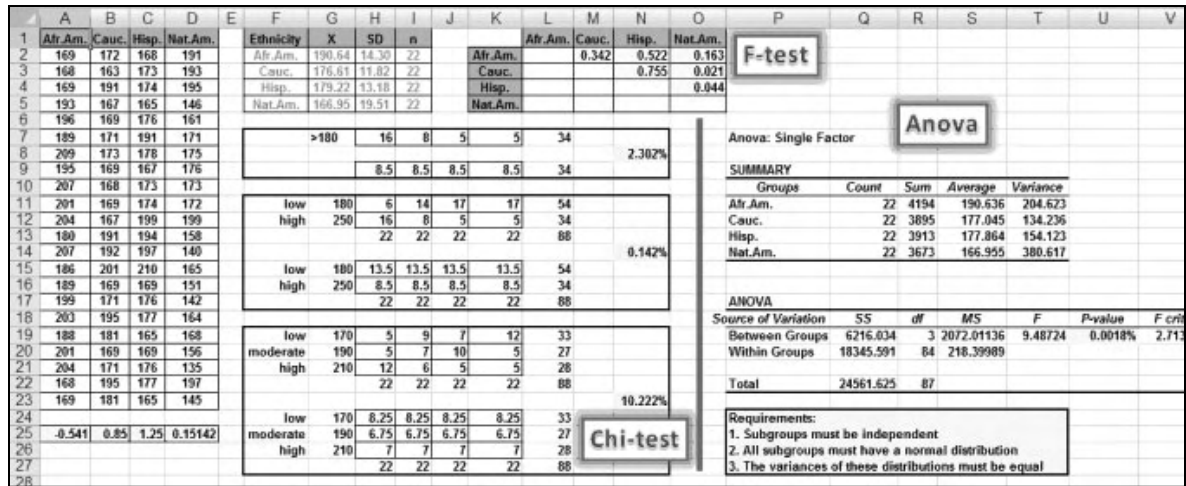 A B C D E F G H I J K L M N O P Q R S T U V
1 Afr.Am. Cauc. Hisp. Nat.Am. Ethnicity X SD n Afr.Am. Cauc. Hisp. Nat.Am.
2 169 172 168 191 Afr.Am. 190.64 14.30 22 Afr.Am. 0.342 0.522 0.163 F-test
3 168 163 173 193 Cauc. 176.61 11.82 22 Cauc. 0.755 0.021
4 169 191 174 195 Hisp. 179.22 13.18 22 Hisp. 0.044
5 193 167 165 146 Nat.Am. 166.95 19.51 22 Nat.Am.
6 196 169 176 161 Anova
7 189 171 191 171 >180 16 8 5 5 34 Anova: Single Factor
8 209 173 178 175 2.302%
9 195 169 167 176 8.5 8.5 8.5 8.5 34 SUMMARY
10 207 168 173 173 Groups Count Sum Average Variance
11 201 169 174 172 low 180 6 14 17 17 54 Afr.Am. 22 4194 190.636 204.623
12 204 167 199 199 high 250 16 8 5 5 34 Cauc. 22 3895 177.045 134.236
13 180 191 194 158 22 22 22 22 88 Hisp. 22 3913 177.864 154.123
14 207 192 197 140 0.142% Nat.Am. 22 3673 166.955 380.617
15 186 201 210 165 low 180 13.5 13.5 13.5 13.5 54
16 189 169 169 151 high 250 8.5 8.5 8.5 8.5 34
17 199 171 176 142 22 22 22 22 88 ANOVA
18 203 195 177 164 Source of Variation SS df MS F P-value F crit
19 188 181 165 168 low 170 5 9 7 12 33 Between Groups 6216.034 3 2072.01136 9.48724 0.0018% 2.713
20 201 169 169 156 moderate 190 5 7 10 5 27 Within Groups 18345.591 84 218.39989
21 204 171 176 135 high 210 12 6 5 5 28
22 168 195 177 197 22 22 22 22 88 Total 24561.625 87
23 169 181 165 145 10.222%
24 low 170 8.25 8.25 8.25 8.25 33 Requirements:
25 -0.541 0.85 1.25 0.15142 moderate 190 6.75 6.75 6.75 6.75 27 Chi-test 1. Subgroups must be independent
26 high 210 7 7 7 7 28 2. All subgroups must have a normal distribution
27 22 22 22 22 88 3. The variances of these distributions must be equal
28